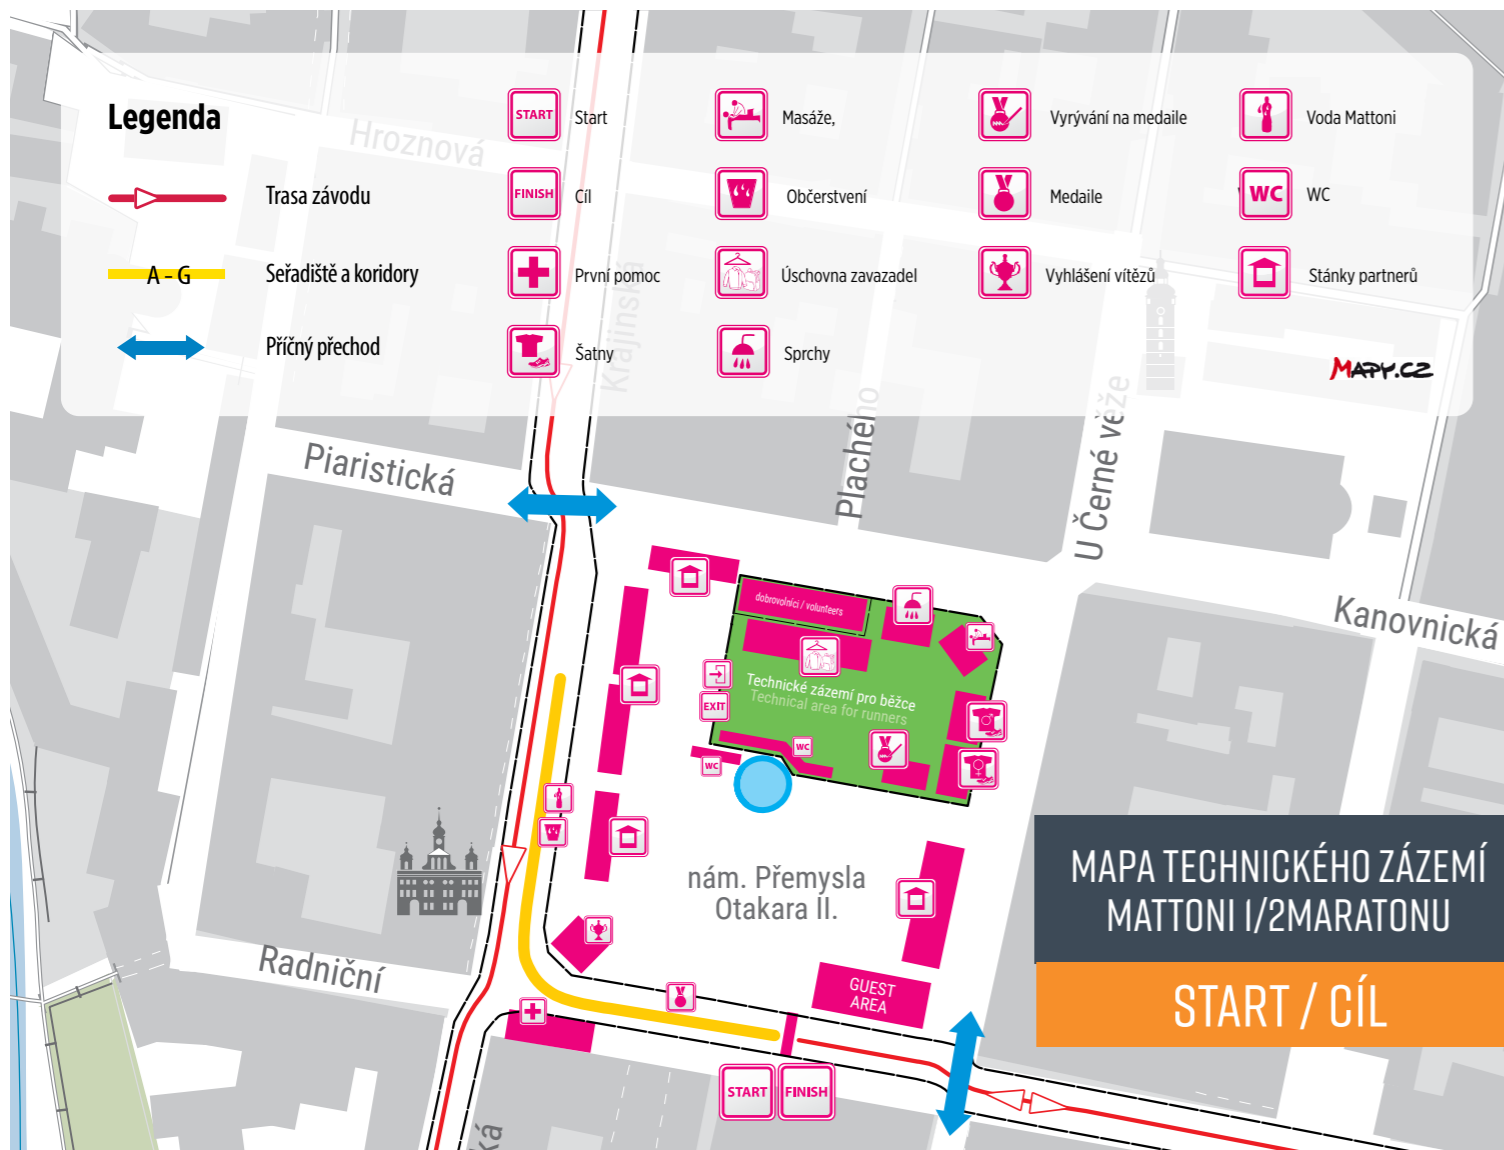 Legenda
Trasa závodu
A – G
Seřadiště a koridory
Příčný přechod
START
Start
FINISH
Cíl
První pomoc
Šatny
Masáže,
Občerstvení
Úschovna zavazadel
Sprchy
Vyrývání na medaile
Medaile
Vyhlášení vítězů
Voda Mattoni
WC
WC
Stánky partnerů
MAPY.CZ
Hroznová
Krajinská
Piaristická
Plachého
U Černé věže
Kanovnická
dobrovolníci / volunteers
Technické zázemí pro běžce
Technical area for runners
EXIT
WC
WC
nám. Přemysla
Otakara II.
MAPA TECHNICKÉHO ZÁZEMÍ
MATTONI 1/2MARATONU
START / CÍL
Radniční
GUEST
AREA
START
FINISH
ká